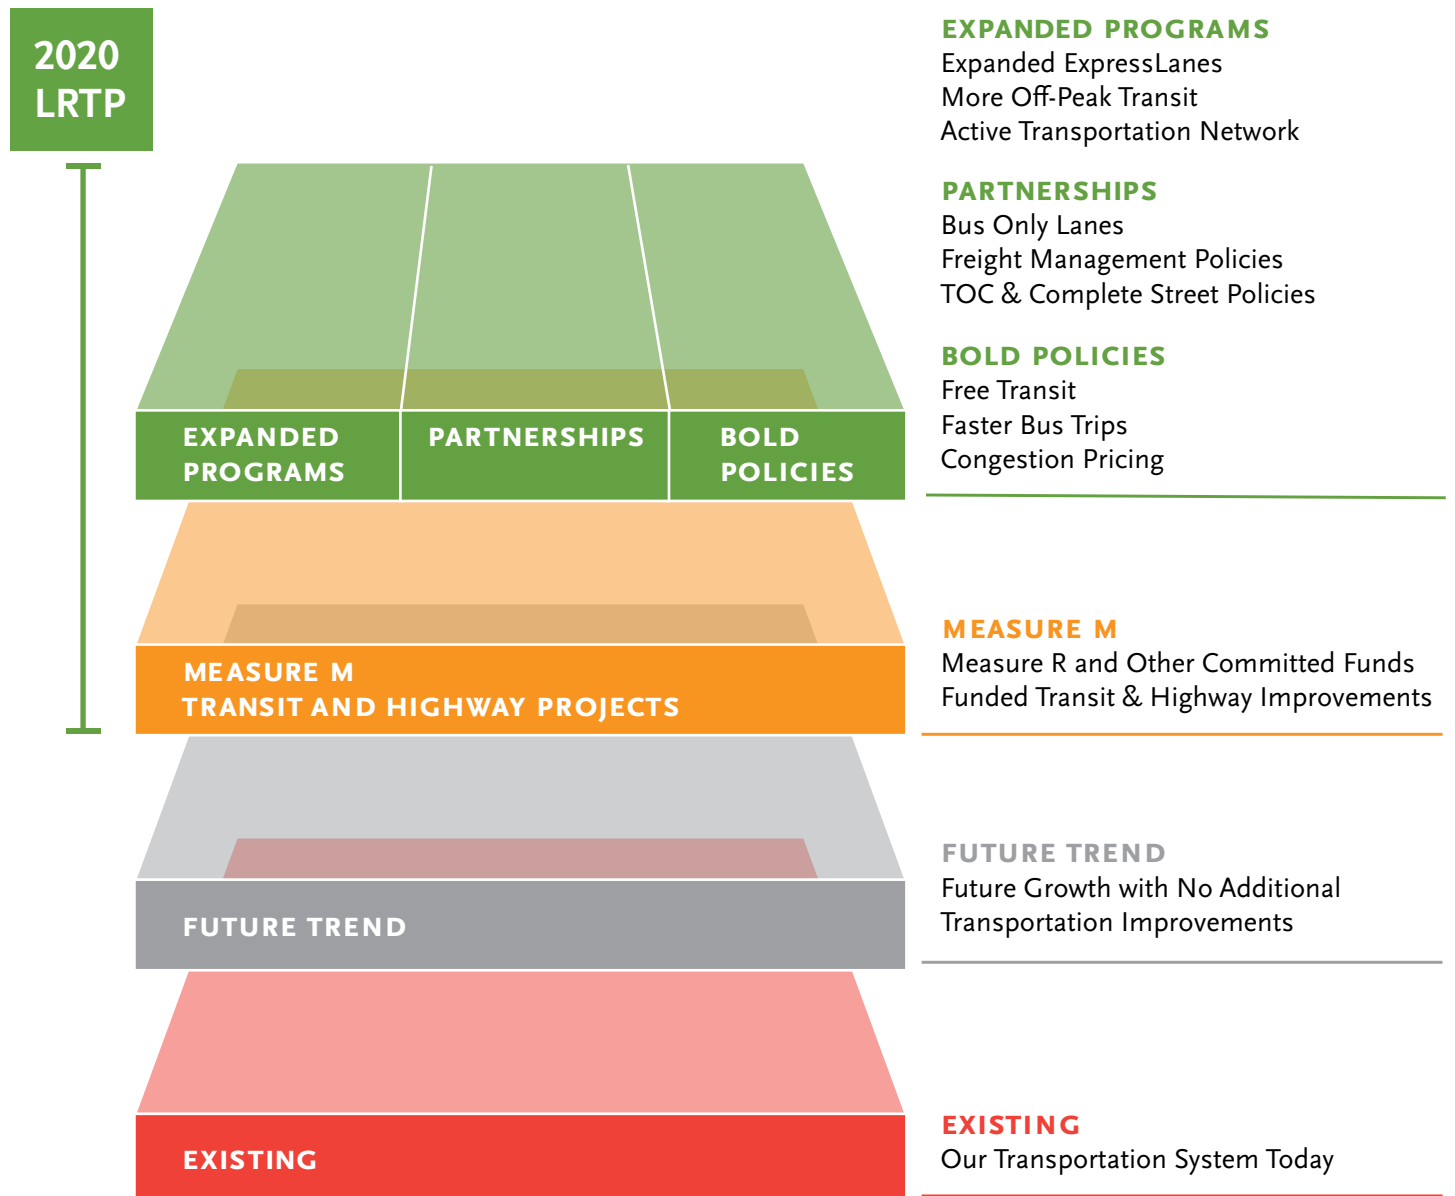 2020
LRTP
EXPANDED
PROGRAMS
PARTNERSHIPS
BOLD
POLICIES
MEASURE M
TRANSIT AND HIGHWAY PROJECTS
FUTURE TREND
EXISTING
EXPANDED PROGRAMS
Expanded ExpressLanes
More Off-Peak Transit
Active Transportation Network
PARTNERSHIPS
Bus Only Lanes
Freight Management Policies
TOC & Complete Street Policies
BOLD POLICIES
Free Transit
Faster Bus Trips
Congestion Pricing
MEASURE M
Measure R and Other Committed Funds
Funded Transit & Highway Improvements
FUTURE TREND
Future Growth with No Additional
Transportation Improvements
EXISTING
Our Transportation System Today